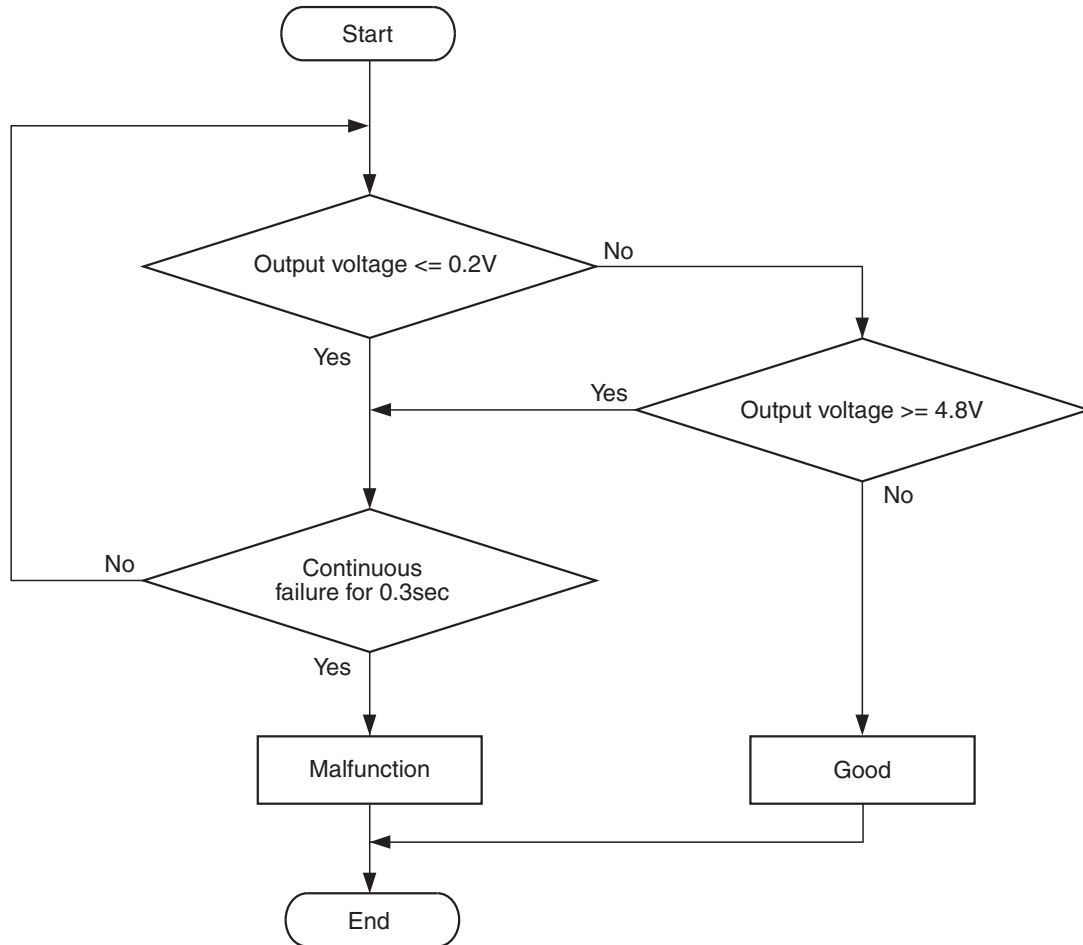 Start
Output voltage <= 0.2V
No
Yes
Yes
Output voltage >= 4.8V
No
No
Continuous
failure for 0.3sec
Yes
Malfunction
Good
End